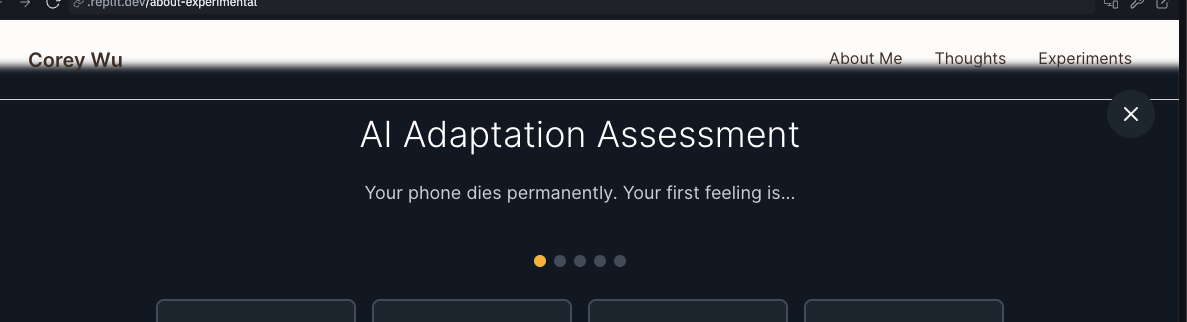 .replit.dev/about-experimental
Corey Wu
About Me
Thoughts
Experiments
AI Adaptation Assessment
Your phone dies permanently. Your first feeling is...